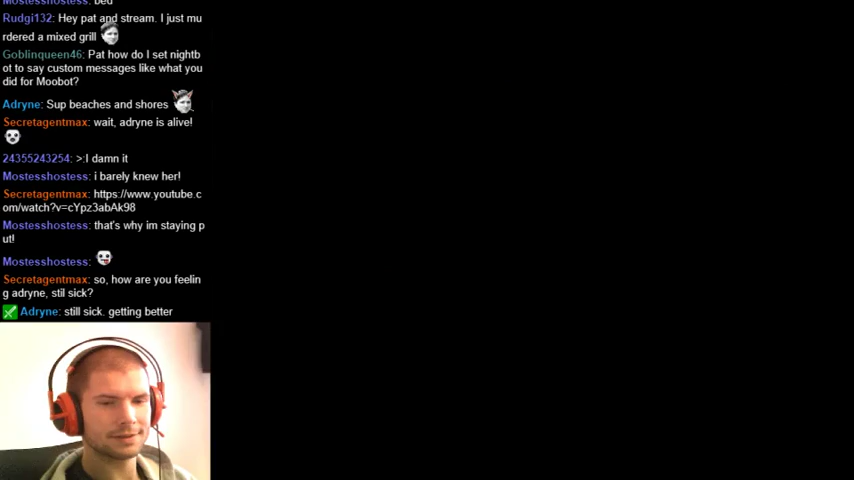 Mostesshostess: bed
Rudgi132: Hey pat and stream. I just mu
rdered a mixed grill
Goblinqueen46: Pat how do I set nightb
ot to say custom messages like what you
did for Moobot?
Adryne: Sup beaches and shores
Secretagentmax: wait, adryne is alive!
24355243254: >:I damn it
Mostesshostess: i barely knew her!
Secretagentmax: https://www.youtube.c
om/watch?v=cYpz3abAk98
Mostesshostess: that's why im staying p
ut!
Mostesshostess:
Secretagentmax: so, how are you feelin
g adryne, stil sick?
Adryne: still sick. getting better